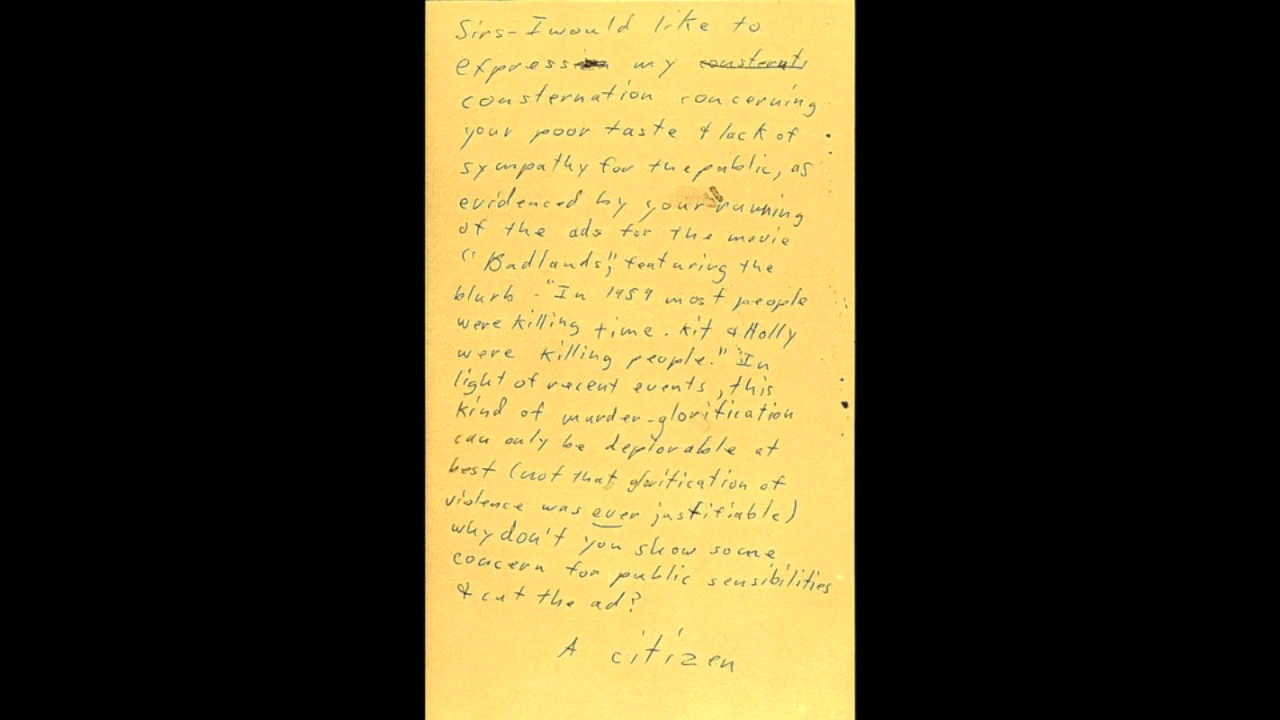 Sirs- I would like to
express my consternati
consternation concerning
your poor taste & lack of
sympathy for the public, as
evidenced by your running
of the ads for the movie
"Badlands," featuring the
blurb - "In 1959 most people
were killing time. Kit & Holly
were killing people." In
light of recent events, this
kind of murder-glorification
can only be deplorable at
best (not that glorification of
violence was ever justifiable)
why don't you show some
concern for public sensibilities
& cut the ad?
A citizen